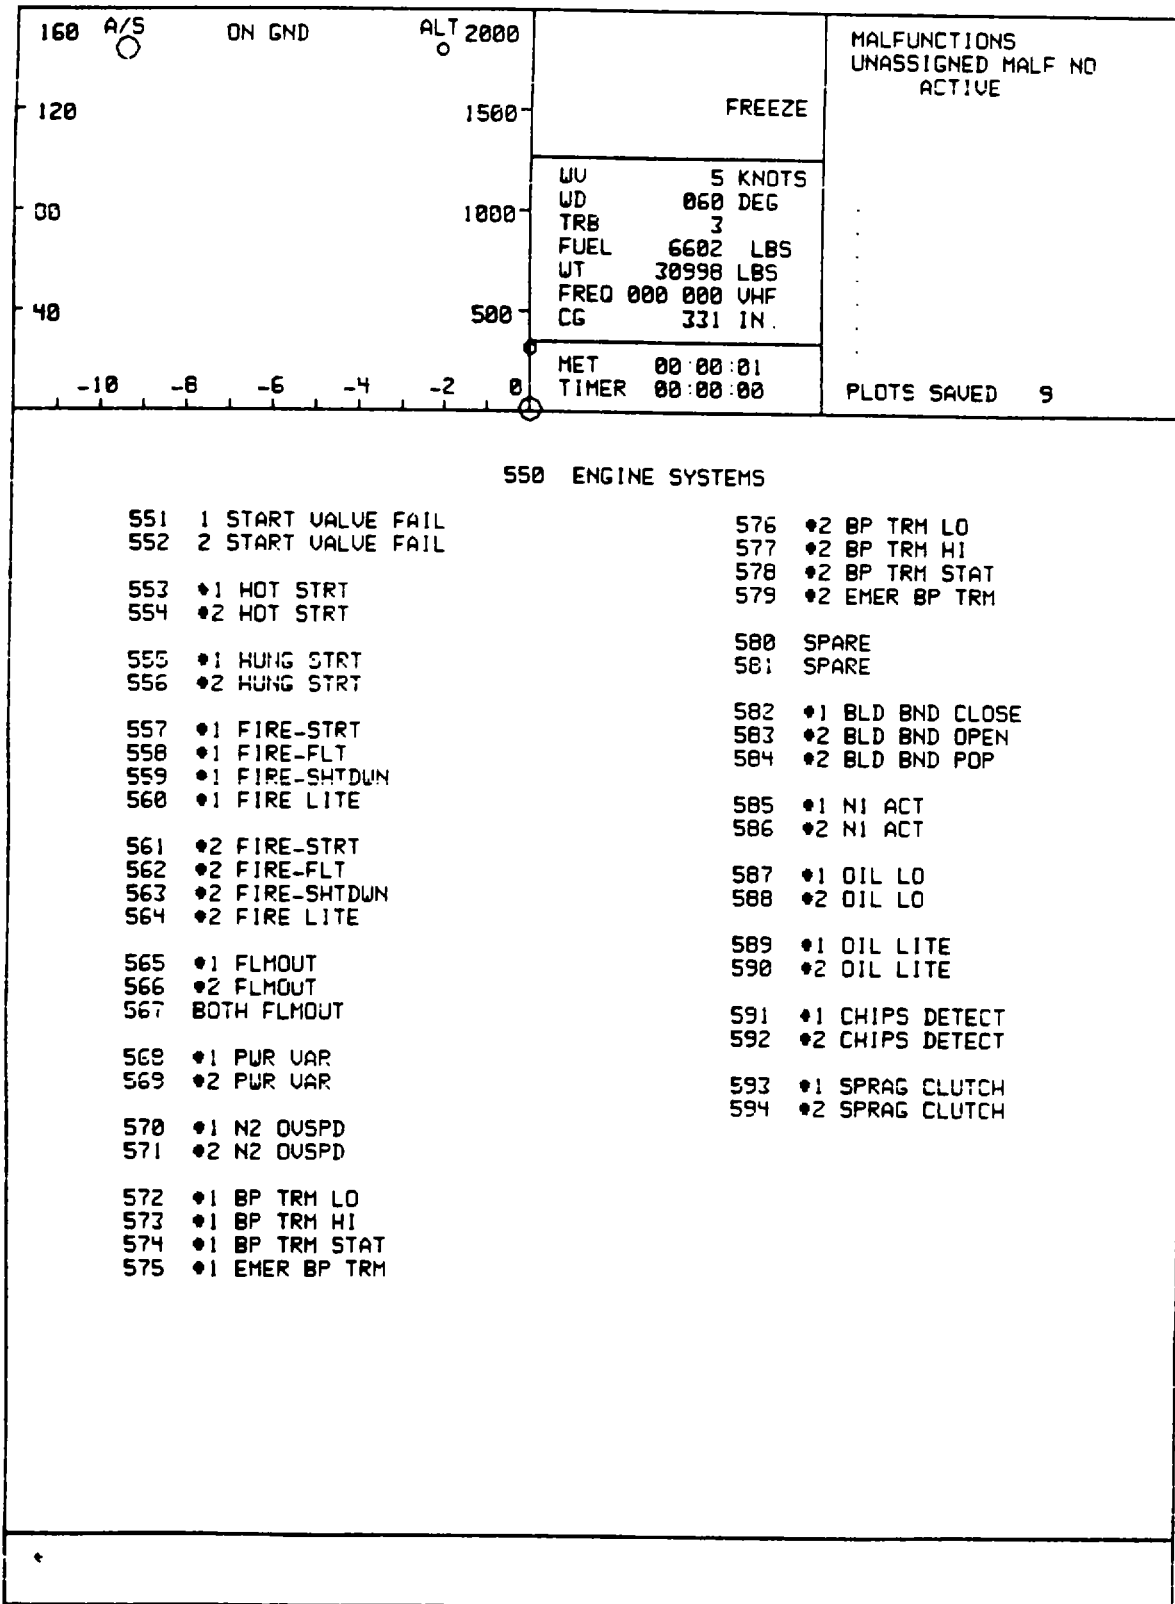 160 A/S ON GND ALT 2000
120 1500
80 1000
40 500
-10 -8 -6 -4 -2 0
FREEZE
WV 5 KNOTS
WD 060 DEG
TRB 3
FUEL 6602 LBS
WT 30998 LBS
FREQ 000 000 VHF
CG 331 IN.
MET 00:00:01
TIMER 00:00:00
MALFUNCTIONS
UNASSIGNED MALF NO
ACTIVE
PLOTS SAVED 9
550 ENGINE SYSTEMS
551 1 START VALVE FAIL
552 2 START VALVE FAIL
553 #1 HOT STRT
554 #2 HOT STRT
555 #1 HUNG STRT
556 #2 HUNG STRT
557 #1 FIRE-STRT
558 #1 FIRE-FLT
559 #1 FIRE-SHTDWN
560 #1 FIRE LITE
561 #2 FIRE-STRT
562 #2 FIRE-FLT
563 #2 FIRE-SHTDWN
564 #2 FIRE LITE
565 #1 FLMOUT
566 #2 FLMOUT
567 BOTH FLMOUT
568 #1 PWR VAR
569 #2 PWR VAR
570 #1 N2 OVSPD
571 #2 N2 OVSPD
572 #1 BP TRM LO
573 #1 BP TRM HI
574 #1 BP TRM STAT
575 #1 EMER BP TRM
576 #2 BP TRM LO
577 #2 BP TRM HI
578 #2 BP TRM STAT
579 #2 EMER BP TRM
580 SPARE
581 SPARE
582 #1 BLD BND CLOSE
583 #2 BLD BND OPEN
584 #2 BLD BND POP
585 #1 N1 ACT
586 #2 N1 ACT
587 #1 OIL LO
588 #2 OIL LO
589 #1 OIL LITE
590 #2 OIL LITE
591 #1 CHIPS DETECT
592 #2 CHIPS DETECT
593 #1 SPRAG CLUTCH
594 #2 SPRAG CLUTCH